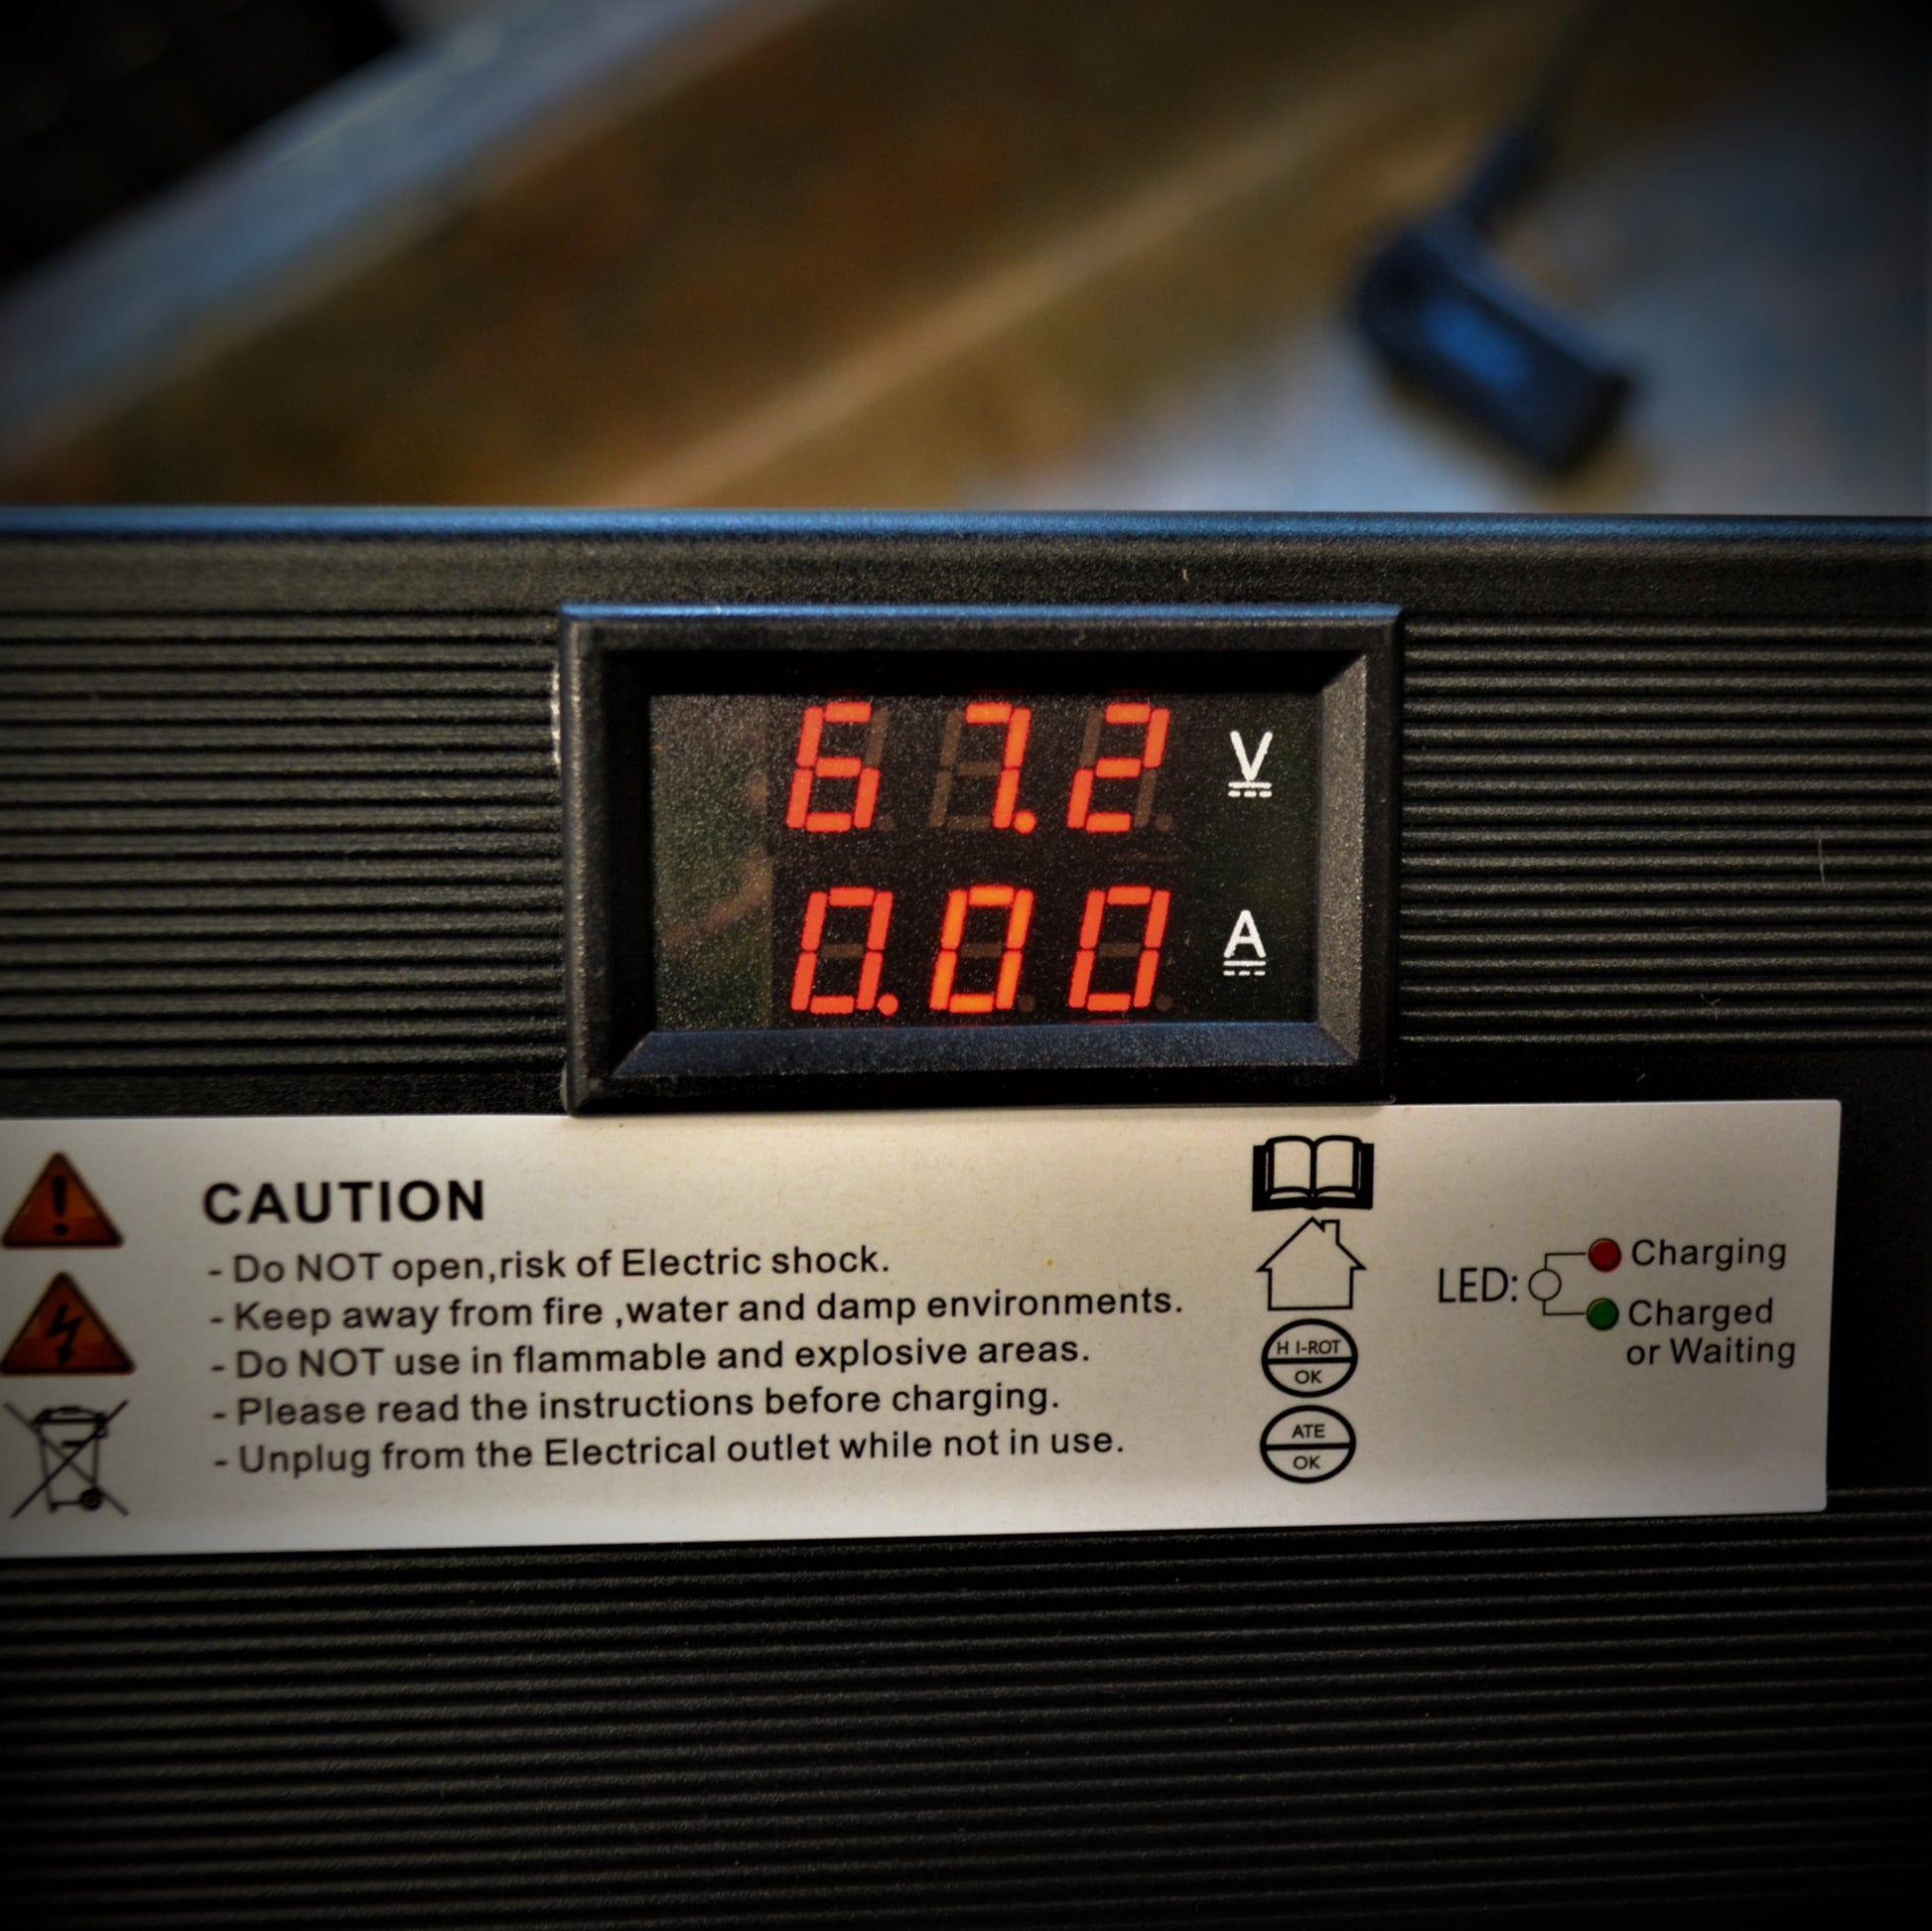 67.2 V
0.00 A
CAUTION
- Do NOT open,risk of Electric shock.
- Keep away from fire ,water and damp environments.
- Do NOT use in flammable and explosive areas.
- Please read the instructions before charging.
- Unplug from the Electrical outlet while not in use.
H I-ROT
OK
ATE
OK
LED:
Charging
Charged
or Waiting